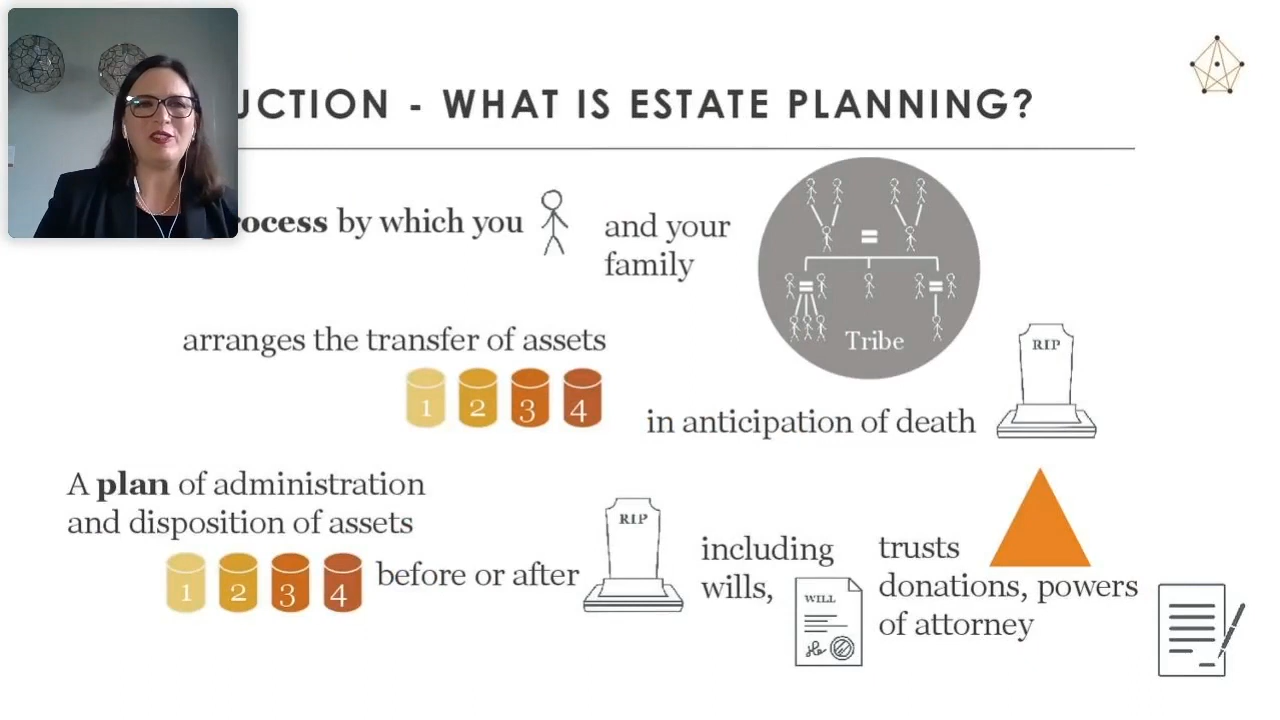 UCTION - WHAT IS ESTATE PLANNING?
by which you
and your
family
Tribe
arranges the transfer of assets
1 2 3 4
in anticipation of death
RIP
A plan of administration
and disposition of assets
1 2 3 4
before or after
RIP
including
wills,
WILL
trusts
donations, powers
of attorney